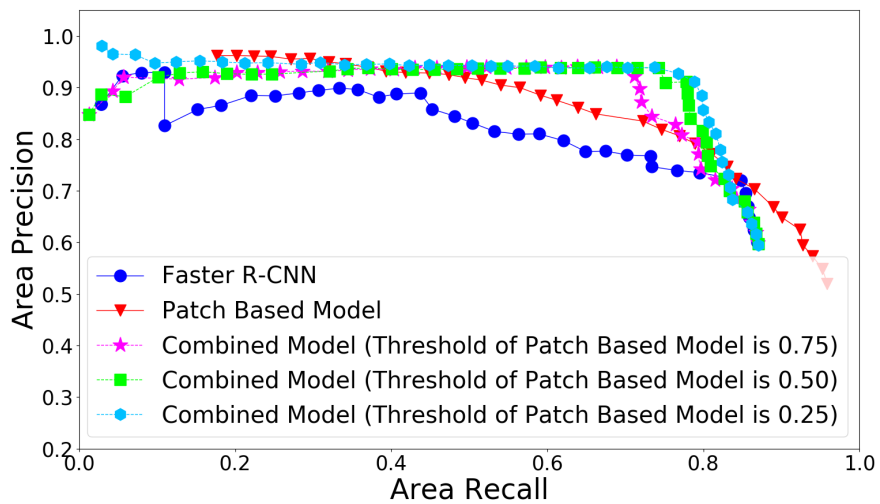 1.0
0.9
0.8
0.7
0.6
0.5
0.4
0.3
0.2
Area Precision
Faster R-CNN
Patch Based Model
Combined Model (Threshold of Patch Based Model is 0.75)
Combined Model (Threshold of Patch Based Model is 0.50)
Combined Model (Threshold of Patch Based Model is 0.25)
0.0 0.2 0.4 0.6 0.8 1.0
Area Recall